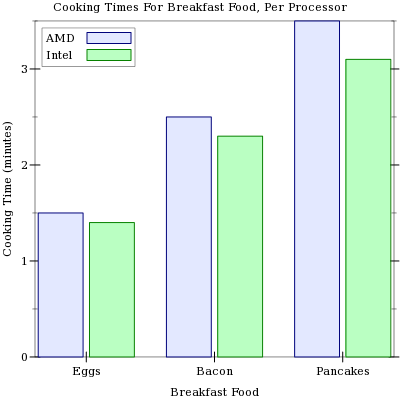 Cooking Times For Breakfast Food, Per Processor
AMD
Intel
3
2
1
0
Cooking Time (minutes)
Eggs Bacon Pancakes
Breakfast Food